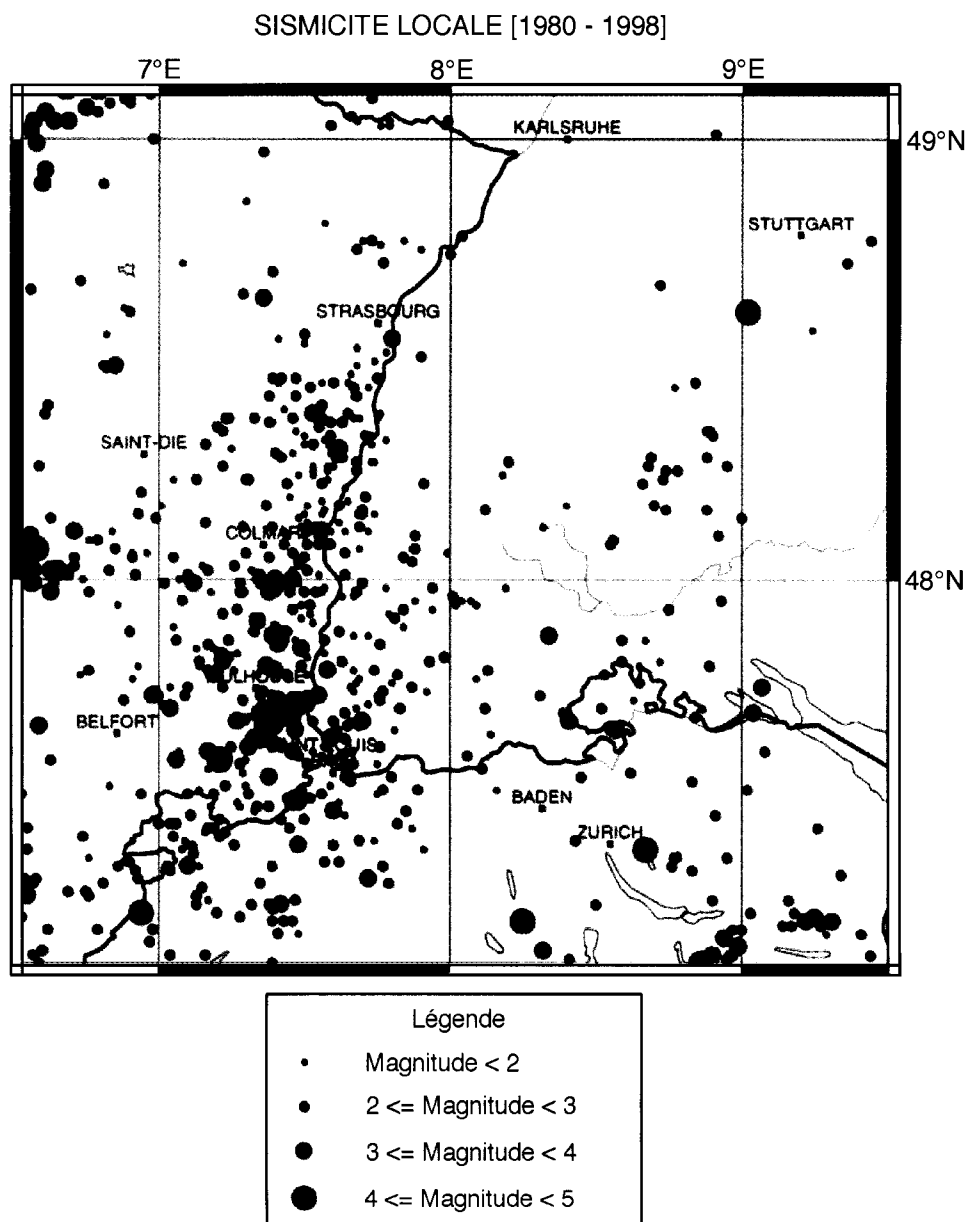 SISMICITE LOCALE [1980 - 1998]
7°E 8°E 9°E
KARLSRUHE
49°N
STUTTGART
STRASBOURG
SAINT-DIE
COLMAR
48°N
BELFORT
BADEN
ZURICH
Légende
Magnitude < 2
2 <= Magnitude < 3
3 <= Magnitude < 4
4 <= Magnitude < 5